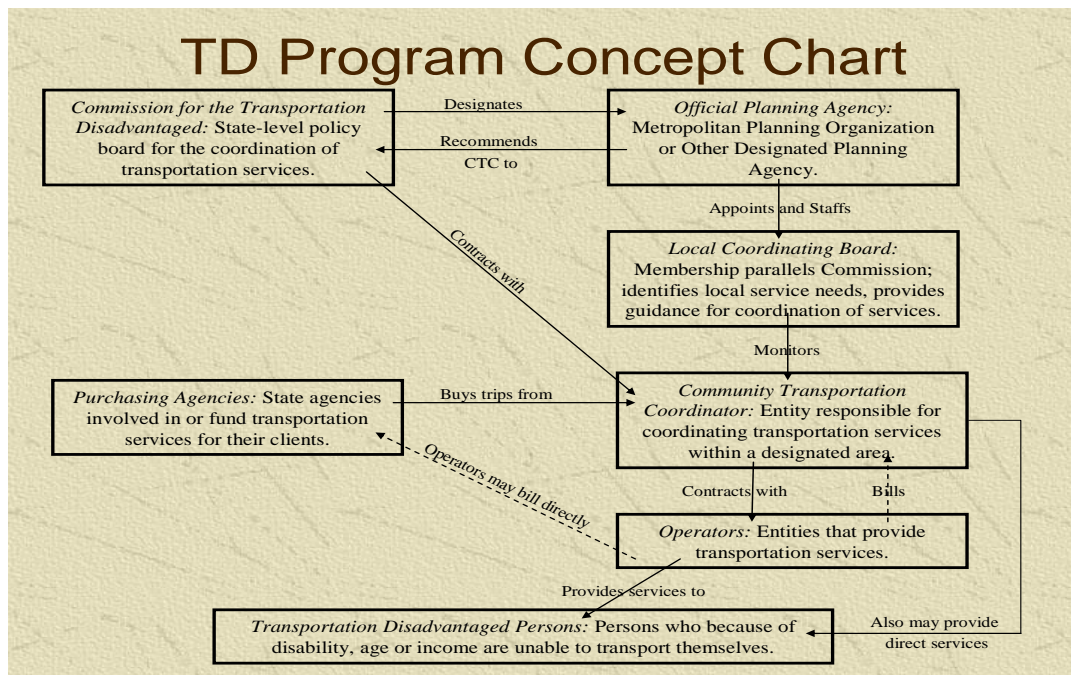 TD Program Concept Chart
Commission for the Transportation
Disadvantaged: State-level policy
board for the coordination of
transportation services.
Designates
Recommends
CTC to
Official Planning Agency:
Metropolitan Planning Organization
or Other Designated Planning
Agency.
Appoints and Staffs
Local Coordinating Board:
Membership parallels Commission;
identifies local service needs, provides
guidance for coordination of services.
Contracts with
Monitors
Purchasing Agencies: State agencies
involved in or fund transportation
services for their clients.
Buys trips from
Community Transportation
Coordinator: Entity responsible for
coordinating transportation services
within a designated area.
Operators may bill directly
Contracts with
Bills
Operators: Entities that provide
transportation services.
Provides services to
Transportation Disadvantaged Persons: Persons who because of
disability, age or income are unable to transport themselves.
Also may provide
direct services